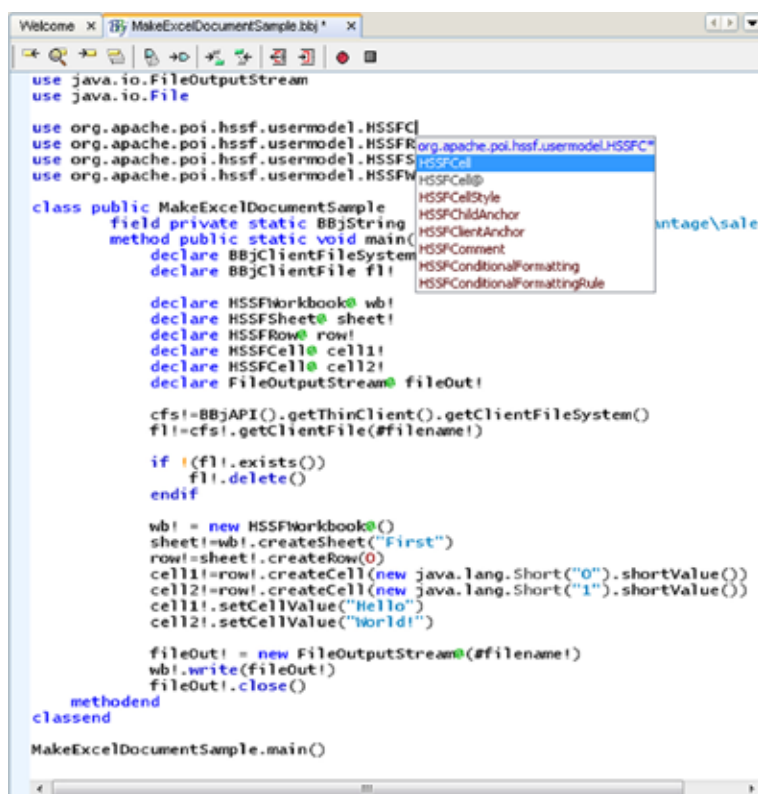 Welcome × MakeExcelDocumentSample.bbj * ×
use java.io.FileOutputStream
use java.io.File
use org.apache.poi.hssf.usermodel.HSSFC
use org.apache.poi.hssf.usermodel.HSSFR
use org.apache.poi.hssf.usermodel.HSSFS
use org.apache.poi.hssf.usermodel.HSSFW
org.apache.poi.hssf.usermodel.HSSFC*
HSSFCell
HSSFCell@
HSSFCellStyle
HSSFChildAnchor
HSSFClientAnchor
HSSFComment
HSSFConditionalFormatting
HSSFConditionalFormattingRule
class public MakeExcelDocumentSample
field private static BBjString antage\sale
method public static void main(
declare BBjClientFileSystem
declare BBjClientFile fl!
declare HSSFWorkbook@ wb!
declare HSSFSheet@ sheet!
declare HSSFRow@ row!
declare HSSFCell@ cell1!
declare HSSFCell@ cell2!
declare FileOutputStream@ fileOut!
cfs!=BBjAPI().getThinClient().getClientFileSystem()
fl!=cfs!.getClientFile(#filename!)
if !(fl!.exists())
fl!.delete()
endif
wb! = new HSSFWorkbook@()
sheet!=wb!.createSheet("First")
row!=sheet!.createRow(0)
cell1!=row!.createCell(new java.lang.Short("0").shortValue())
cell2!=row!.createCell(new java.lang.Short("1").shortValue())
cell1!.setCellValue("Hello")
cell2!.setCellValue("World!")
fileOut! = new FileOutputStream@(#filename!)
wb!.write(fileOut!)
fileOut!.close()
methodend
classend
MakeExcelDocumentSample.main()